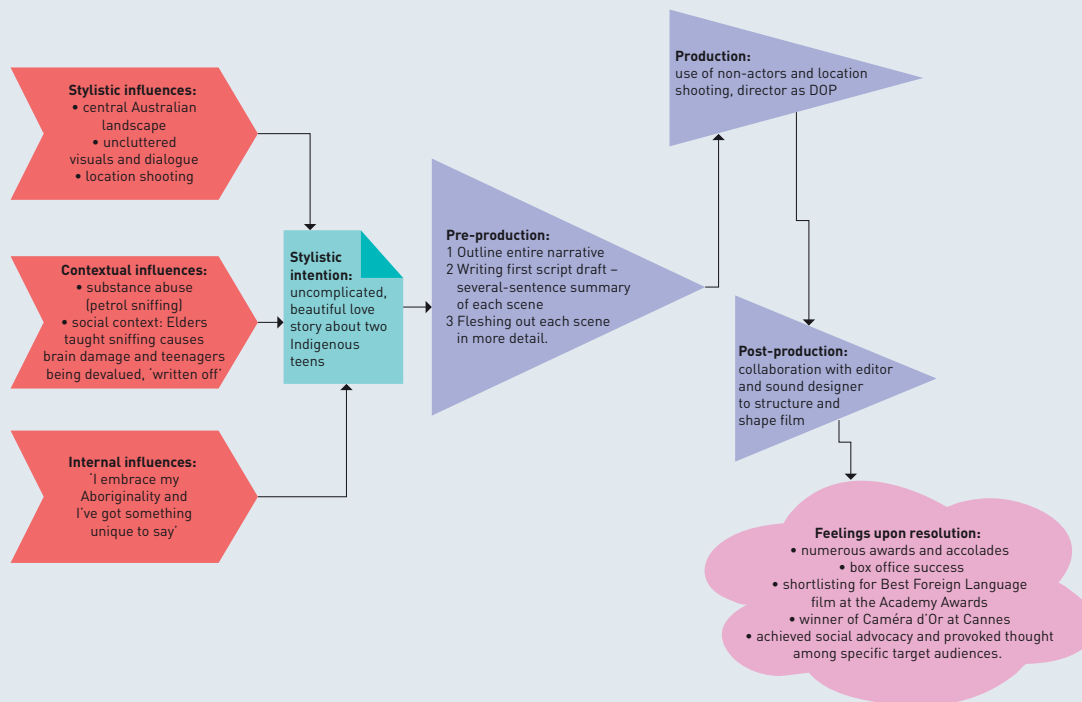 Stylistic influences:
• central Australian
landscape
• uncluttered
visuals and dialogue
• location shooting
Contextual influences:
• substance abuse
(petrol sniffing)
• social context: Elders
taught sniffing causes
brain damage and teenagers
being devalued, ‘written off’
Internal influences:
‘I embrace my
Aboriginality and
I’ve got something
unique to say’
Stylistic
intention:
uncomplicated,
beautiful love
story about two
Indigenous
teens
Pre-production:
1 Outline entire narrative
2 Writing first script draft –
several-sentence summary
of each scene
3 Fleshing out each scene
in more detail.
Production:
use of non-actors and location
shooting, director as DOP
Post-production:
collaboration with editor
and sound designer
to structure and
shape film
Feelings upon resolution:
• numerous awards and accolades
• box office success
• shortlisting for Best Foreign Language
film at the Academy Awards
• winner of Caméra d’Or at Cannes
• achieved social advocacy and provoked thought
among specific target audiences.